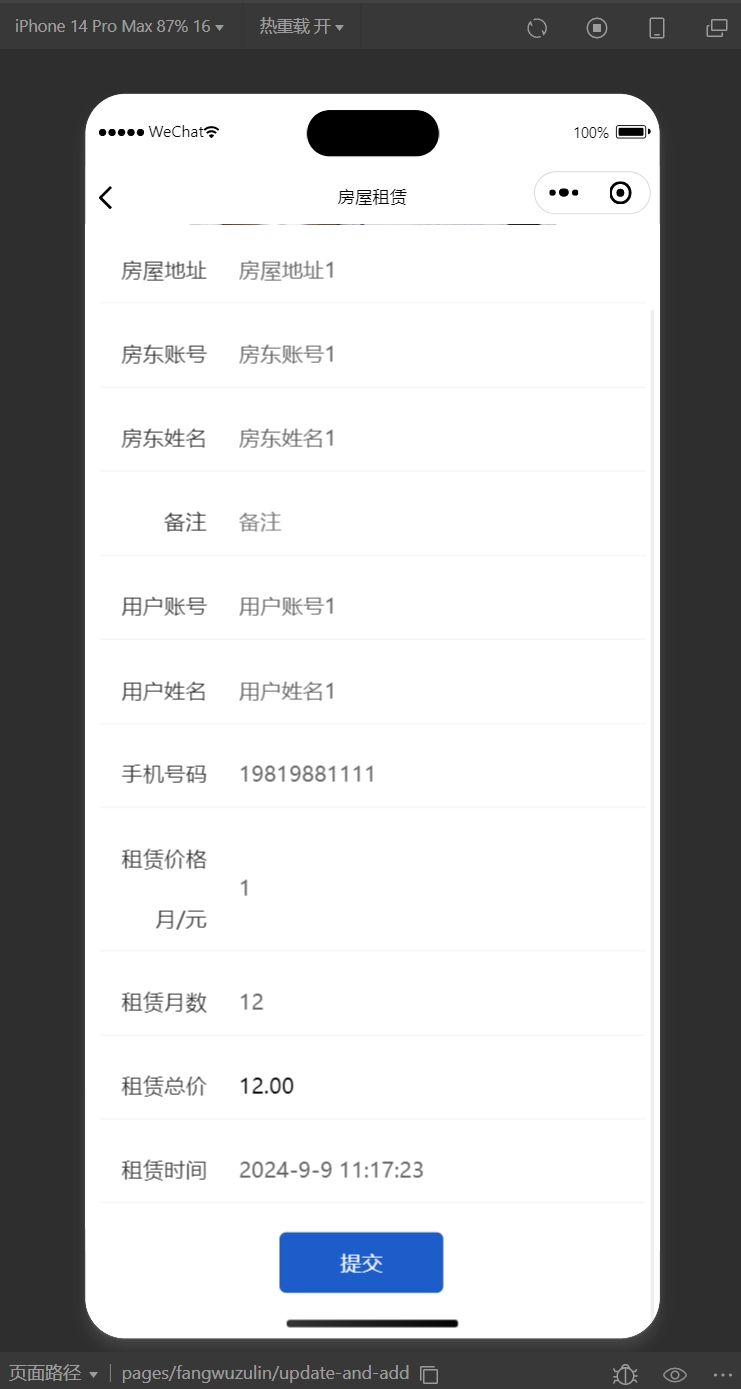 iPhone 14 Pro Max 87% 16 热重载 开
WeChat 100%
房屋租赁
房屋地址 房屋地址1
房东账号 房东账号1
房东姓名 房东姓名1
备注 备注
用户账号 用户账号1
用户姓名 用户姓名1
手机号码 19819881111
租赁价格
月/元 1
租赁月数 12
租赁总价 12.00
租赁时间 2024-9-9 11:17:23
提交
页面路径 pages/fangwuzulin/update-and-add